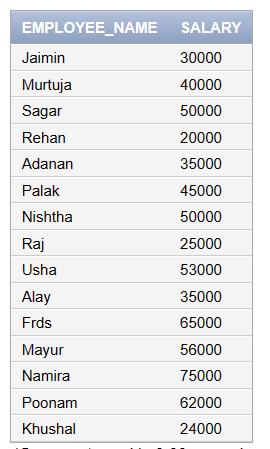 EMPLOYEE_NAME SALARY
Jaimin 30000
Murtuja 40000
Sagar 50000
Rehan 20000
Adanan 35000
Palak 45000
Nishtha 50000
Raj 25000
Usha 53000
Alay 35000
Frds 65000
Mayur 56000
Namira 75000
Poonam 62000
Khushal 24000